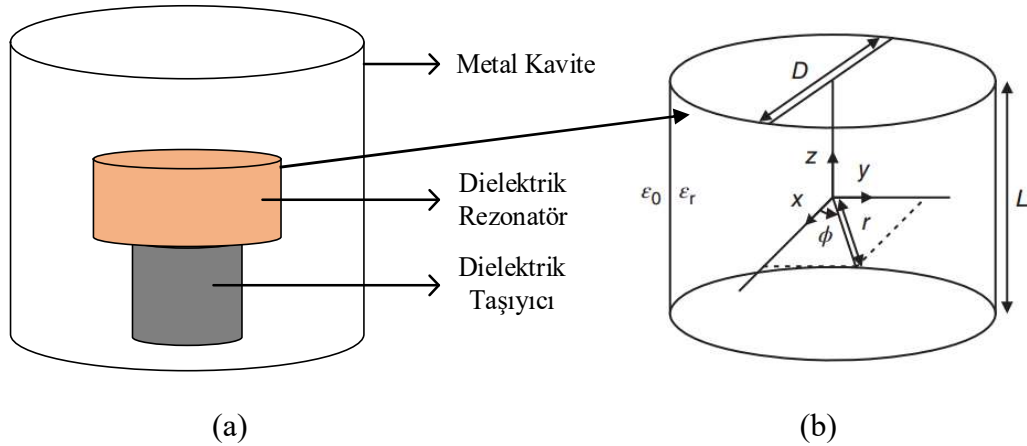 Metal Kavite
Dielektrik
Rezonatör
Dielektrik
Taşıyıcı
(a)
D
z
y
ε0 εr
x
r
ϕ
L
(b)